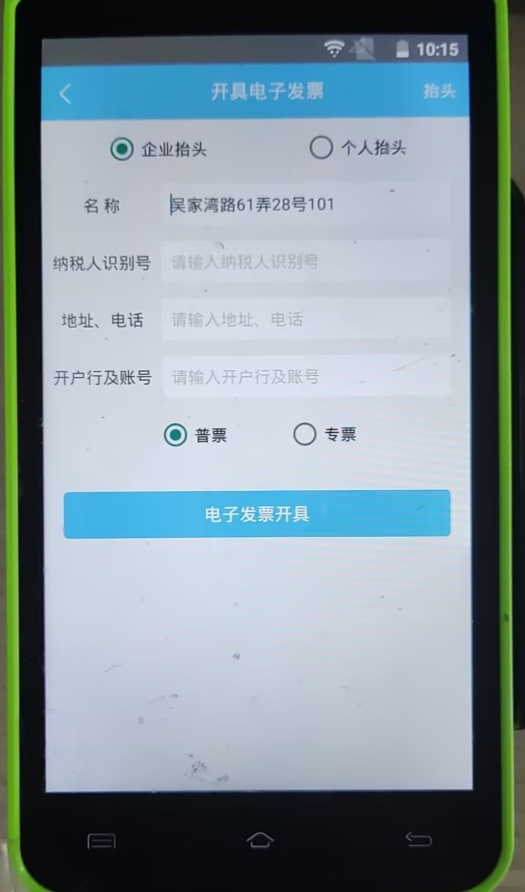 10:15
开具电子发票 抬头
企业抬头 个人抬头
名称 吴家湾路61弄28号101
纳税人识别号 请输入纳税人识别号
地址、电话 请输入地址、电话
开户行及账号 请输入开户行及账号
普票 专票
电子发票开具